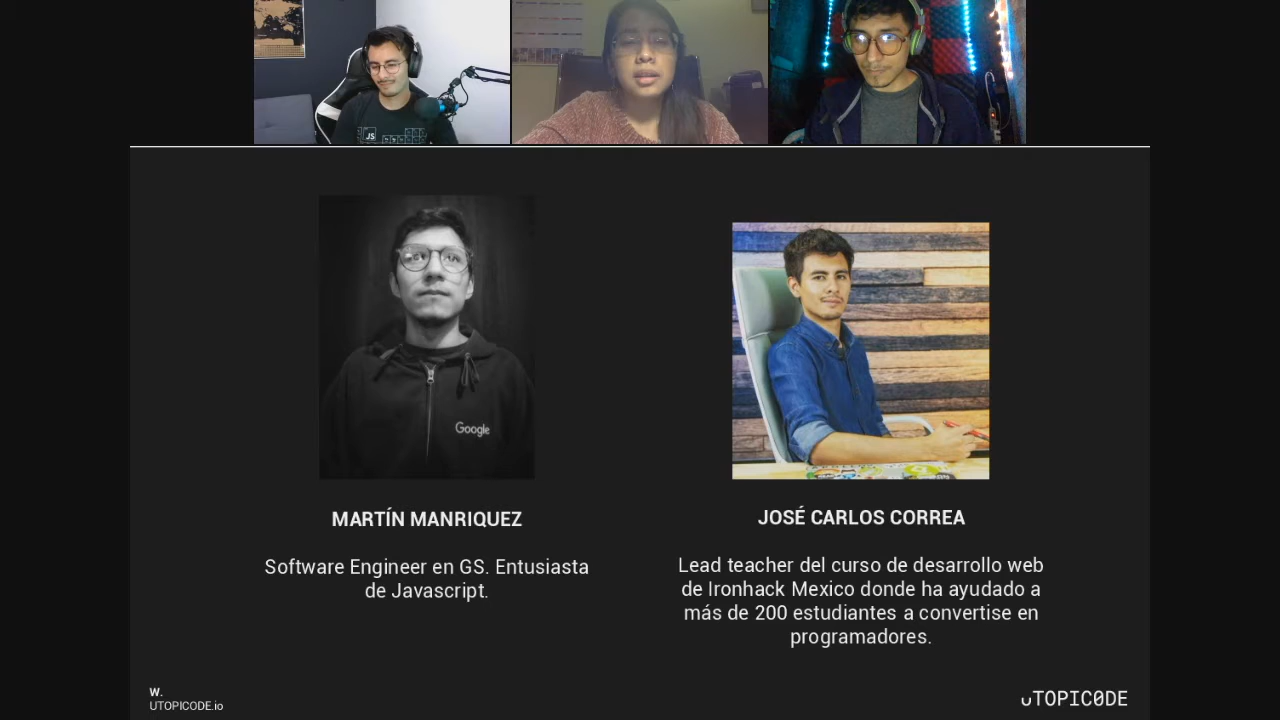 JS
Google
MARTÍN MANRIQUEZ
Software Engineer en GS. Entusiasta
de Javascript.
JOSÉ CARLOS CORREA
Lead teacher del curso de desarrollo web
de Ironhack Mexico donde ha ayudado a
más de 200 estudiantes a convertise en
programadores.
W.
UTOPICODE.io
uTOPIC0DE